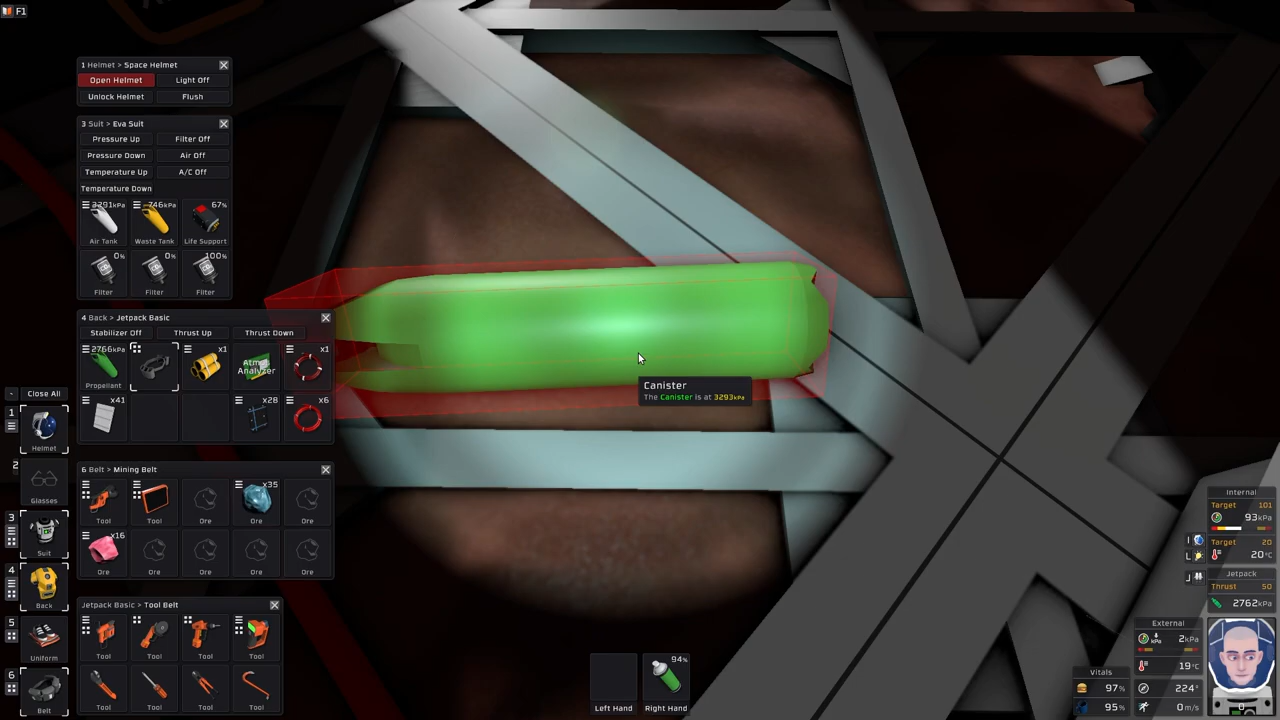 F1
1 Helmet > Space Helmet
Open Helmet
Light Off
Unlock Helmet
Flush
3 Suit > Eva Suit
Pressure Up
Filter Off
Pressure Down
Air Off
Temperature Up
A/C Off
Temperature Down
3291kPa
746kPa
67%
Air Tank
Waste Tank
Life Support
0%
0%
100%
Filter
Filter
Filter
4 Back > Jetpack Basic
Stabilizer Off
Thrust Up
Thrust Down
2766kPa
x1
Atmo
Analyzer
x1
Propellant
x41
x28
x6
- Close All
1
Helmet
2
Glasses
3
Suit
4
Back
5
Uniform
6
Belt
6 Belt > Mining Belt
x35
Tool
Tool
Ore
Ore
Ore
x16
Ore
Ore
Ore
Ore
Ore
Jetpack Basic > Tool Belt
Tool
Tool
Tool
Tool
Tool
Tool
Tool
Tool
Canister
The Canister is at 3293kPa
94%
Left Hand
Right Hand
Internal
Target 101
93kPa
Target 20
20°C
Jetpack
Thrust 50
2762kPa
External
2kPa
19°C
224°
0m/s
Vitals
97%
95%
I
L
J
0